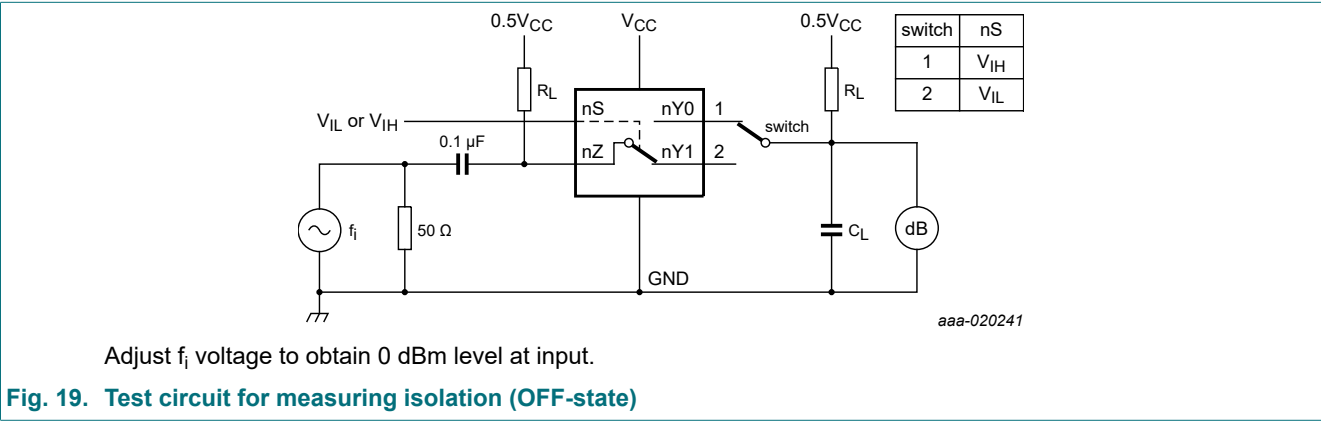 0.5VCC VCC 0.5VCC
switch nS
1 VIH
2 VIL
RL RL
nS nY0 1
VIL or VIH
switch
0.1 µF
nZ nY1 2
fi 50 Ω CL dB
GND
aaa-020241
Adjust fi voltage to obtain 0 dBm level at input.
Fig. 19. Test circuit for measuring isolation (OFF-state)